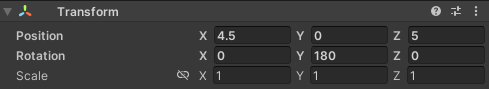 Transform
Position X 4.5 Y 0 Z 5
Rotation X 0 Y 180 Z 0
Scale X 1 Y 1 Z 1